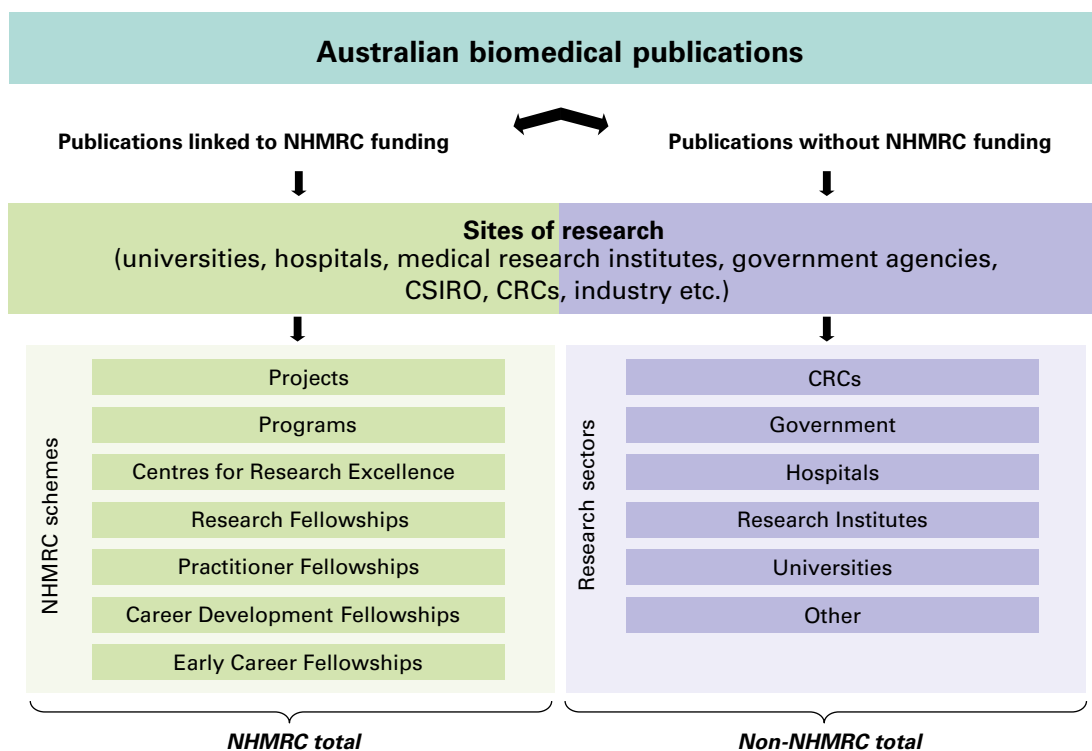 Australian biomedical publications
Publications linked to NHMRC funding
Publications without NHMRC funding
Sites of research
(universities, hospitals, medical research institutes, government agencies,
CSIRO, CRCs, industry etc.)
NHMRC schemes
Projects
Programs
Centres for Research Excellence
Research Fellowships
Practitioner Fellowships
Career Development Fellowships
Early Career Fellowships
NHMRC total
Research sectors
CRCs
Government
Hospitals
Research Institutes
Universities
Other
Non-NHMRC total